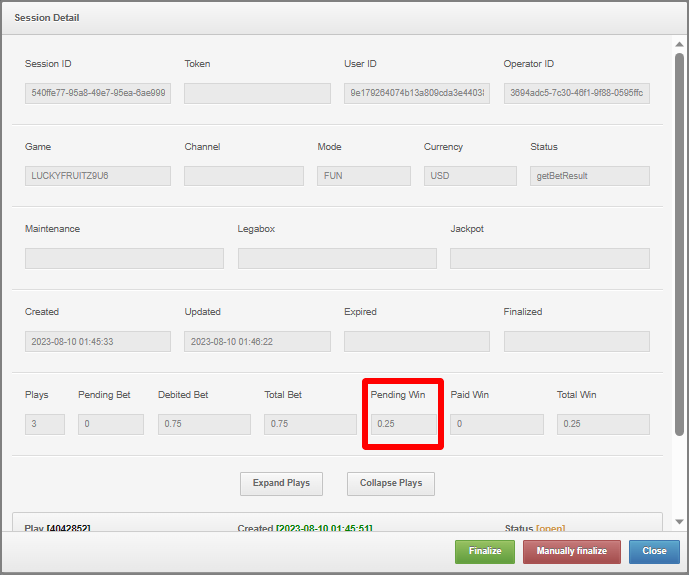 Session Detail
Session ID Token User ID Operator ID
540ffe77-95a8-49e7-95ea-6ae999 9e179264074b13a809cda3e44038 3694adc5-7c30-46f1-9f88-0595ffc
Game Channel Mode Currency Status
LUCKYFRUITZ9U6 FUN USD getBetResult
Maintenance Legabox Jackpot
Created Updated Expired Finalized
2023-08-10 01:45:33 2023-08-10 01:46:22
Plays Pending Bet Debited Bet Total Bet Pending Win Paid Win Total Win
3 0 0.75 0.75 0.25 0 0.25
Expand Plays Collapse Plays
Play [4042852] Created [2023-08-10 01:45:51] Status [open]
Finalize Manually finalize Close